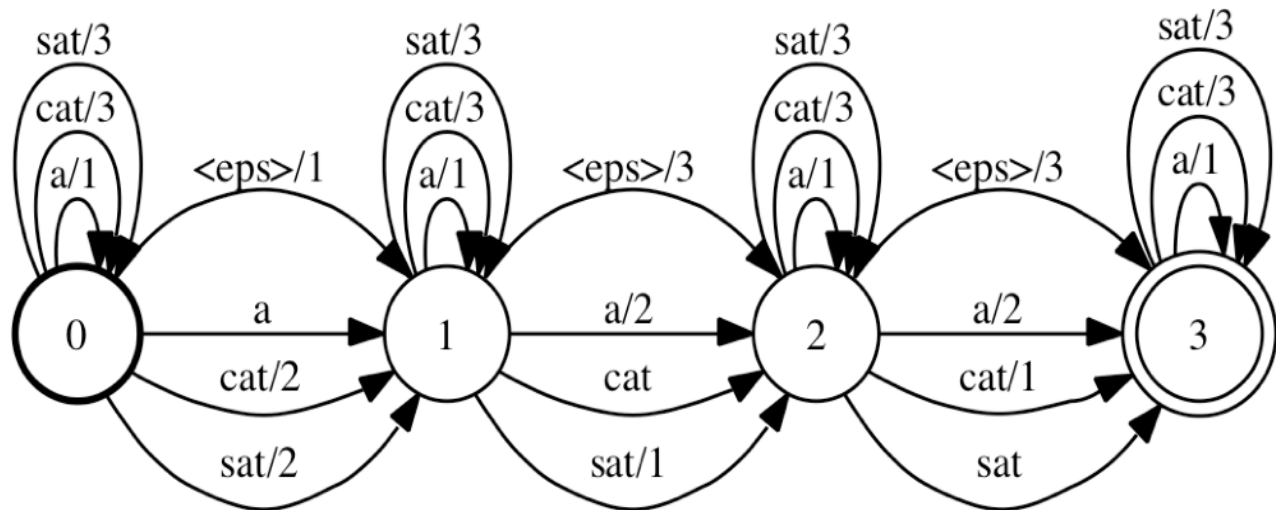 sat/3 sat/3 sat/3 sat/3
cat/3 cat/3 cat/3 cat/3
a/1 <eps>/1 a/1 <eps>/3 a/1 <eps>/3 a/1
0 a 1 a/2 2 a/2 3
cat/2 cat cat/1
sat/2 sat/1 sat